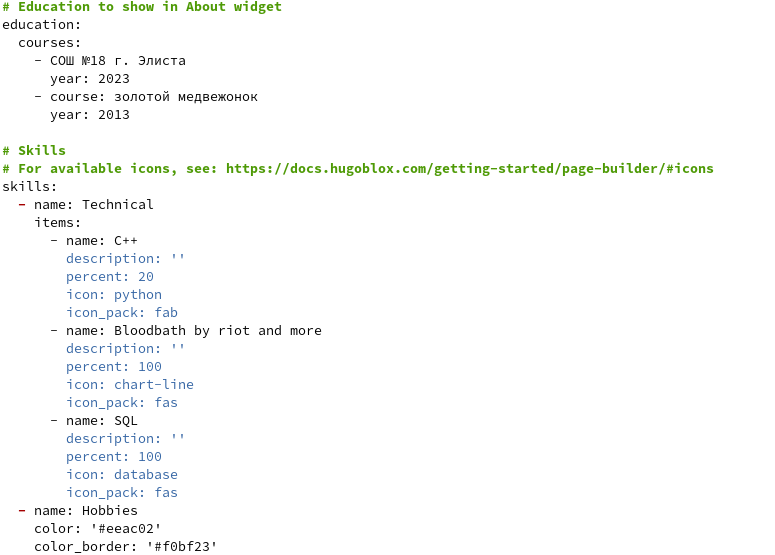 # Education to show in About widget
education:
  courses:
    - СОШ №18 г. Элиста
      year: 2023
    - course: золотой медвежонок
      year: 2013

# Skills
# For available icons, see: https://docs.hugoblox.com/getting-started/page-builder/#icons
skills:
  - name: Technical
    items:
      - name: C++
        description: ''
        percent: 20
        icon: python
        icon_pack: fab
      - name: Bloodbath by riot and more
        description: ''
        percent: 100
        icon: chart-line
        icon_pack: fas
      - name: SQL
        description: ''
        percent: 100
        icon: database
        icon_pack: fas
  - name: Hobbies
    color: '#eeac02'
    color_border: '#f0bf23'